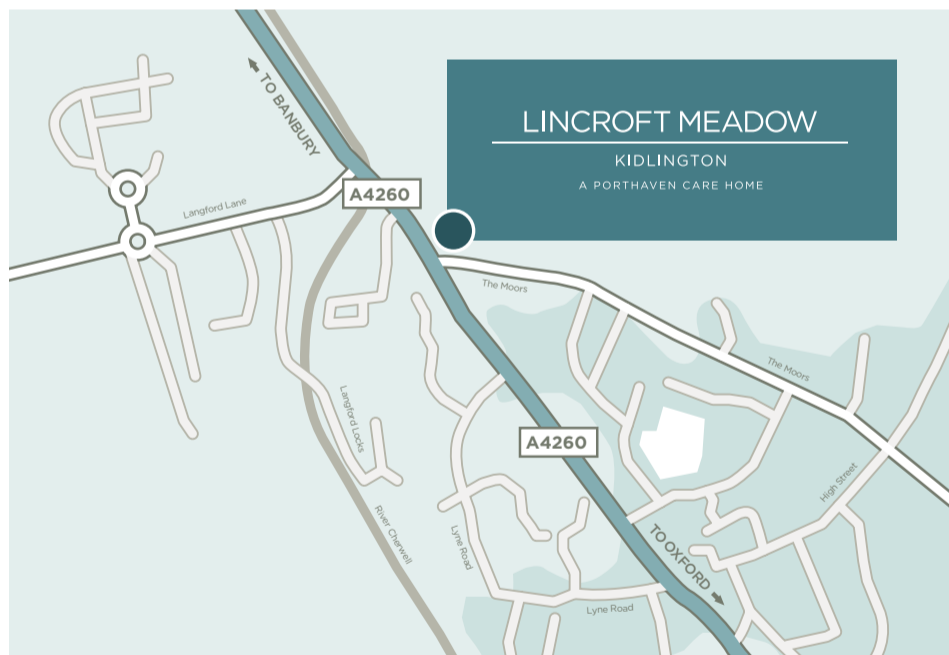 TO BANBURY
LINCROFT MEADOW
KIDLINGTON
A PORTHAVEN CARE HOME
A4260
Langford Lane
The Moors
The Moors
Langford Locks
A4260
High Street
River Cherwell
Lyne Road
TO OXFORD
Lyne Road